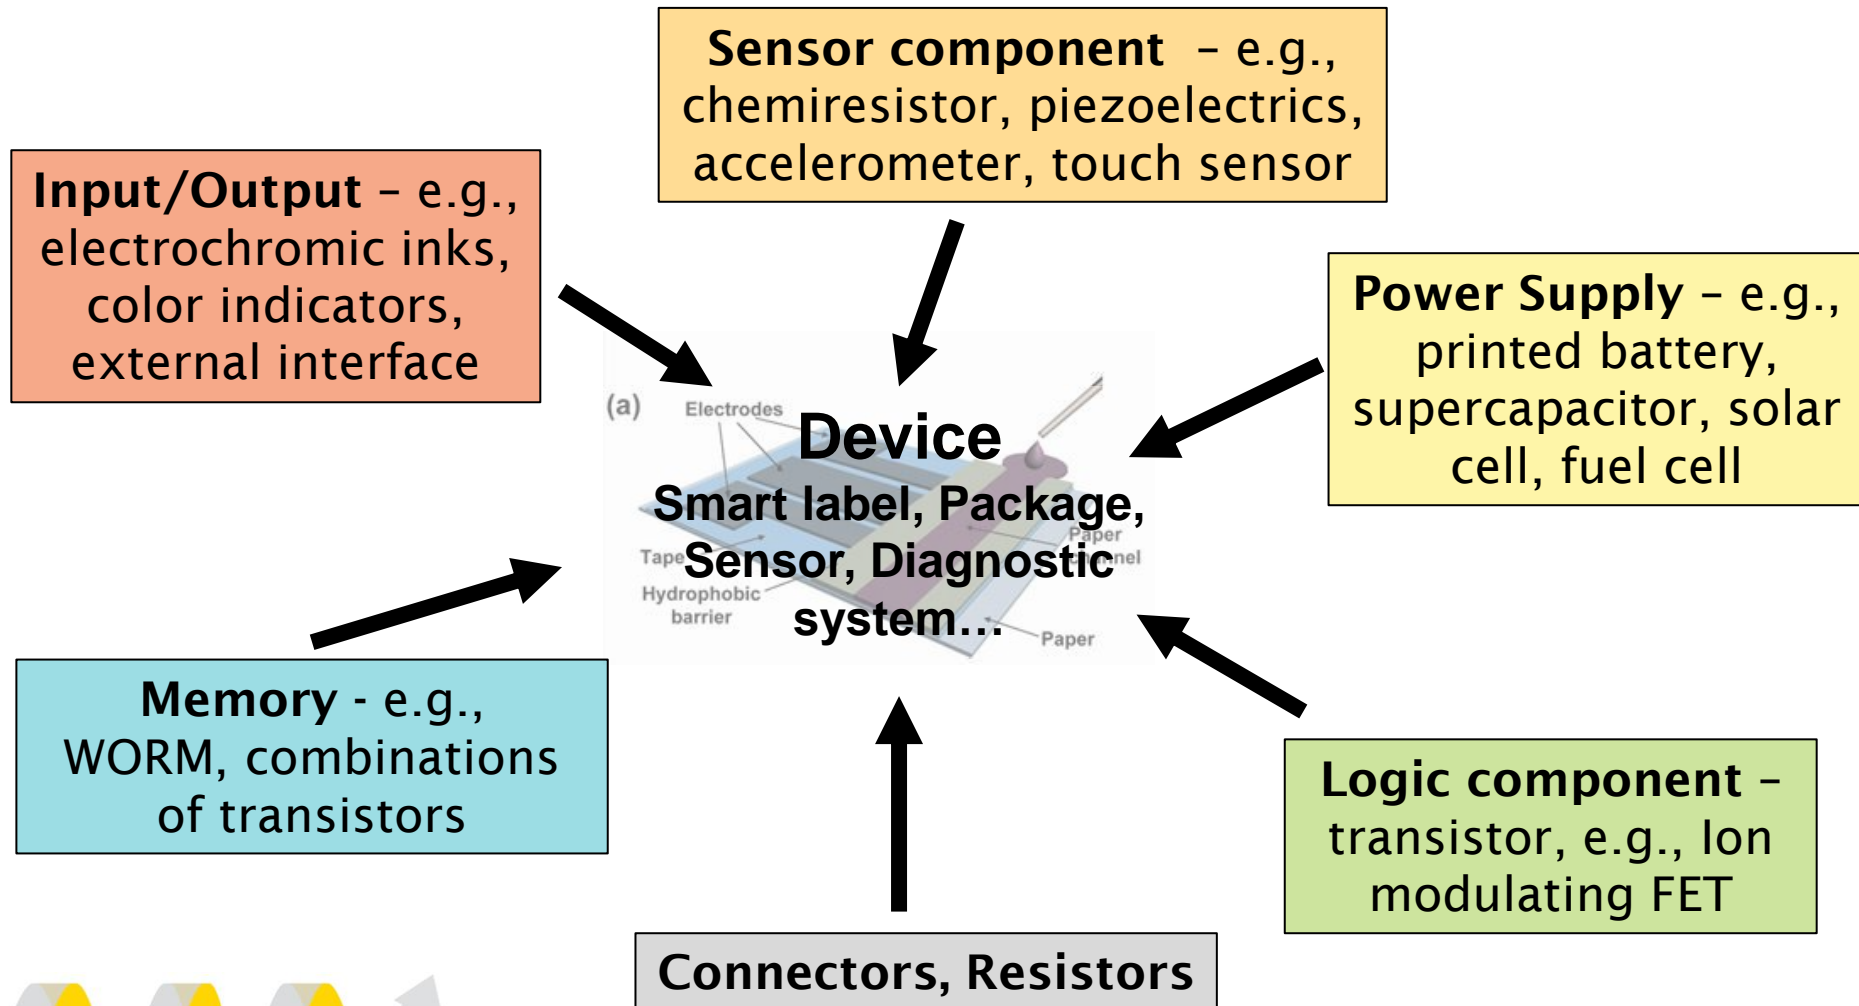 Sensor component – e.g.,
chemiresistor, piezoelectrics,
accelerometer, touch sensor
Input/Output – e.g.,
electrochromic inks,
color indicators,
external interface
Power Supply – e.g.,
printed battery,
supercapacitor, solar
cell, fuel cell
(a)
Electrodes
Device
Smart label, Package,
Sensor, Diagnostic
system...
Tape
Paper
Hydrophobic
barrier
Paper
Memory - e.g.,
WORM, combinations
of transistors
Logic component –
transistor, e.g., Ion
modulating FET
Connectors, Resistors